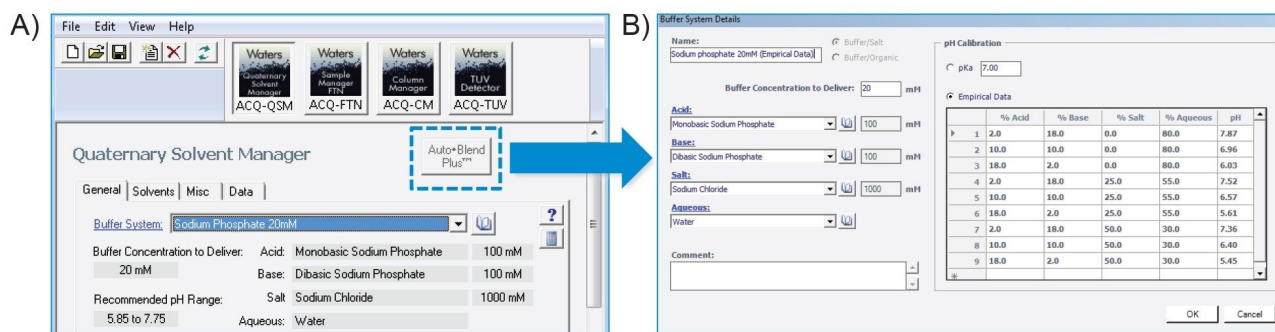 A)
File Edit View Help
Waters Waters Waters Waters
Quaternary Solvent Manager Sample Manager FTN Column Manager TUV Detector
ACQ-QSM ACQ-FTN ACQ-CM ACQ-TUV
Quaternary Solvent Manager
Auto•Blend
Plus™
General Solvents Misc Data
Buffer System: Sodium Phosphate 20mM
?
Buffer Concentration to Deliver: Acid: Monobasic Sodium Phosphate 100 mM
20 mM Base: Dibasic Sodium Phosphate 100 mM
Recommended pH Range: Salt Sodium Chloride 1000 mM
5.85 to 7.75 Aqueous: Water
B)
Buffer System Details
Name:
Sodium phosphate 20mM (Empirical Data)
Buffer/Salt
Buffer/Organic
Buffer Concentration to Deliver: 20 mM
Acid:
Monobasic Sodium Phosphate 100 mM
Base:
Dibasic Sodium Phosphate 100 mM
Salt:
Sodium Chloride 1000 mM
Aqueous:
Water
Comment:
pH Calibration
pKa 7.00
Empirical Data
% Acid % Base % Salt % Aqueous pH
1 2.0 18.0 0.0 80.0 7.87
2 10.0 10.0 0.0 80.0 6.96
3 18.0 2.0 0.0 80.0 6.03
4 2.0 18.0 25.0 55.0 7.52
5 10.0 10.0 25.0 55.0 6.57
6 18.0 2.0 25.0 55.0 5.61
7 2.0 18.0 50.0 30.0 7.36
8 10.0 10.0 50.0 30.0 6.40
9 18.0 2.0 50.0 30.0 5.45
*
OK Cancel